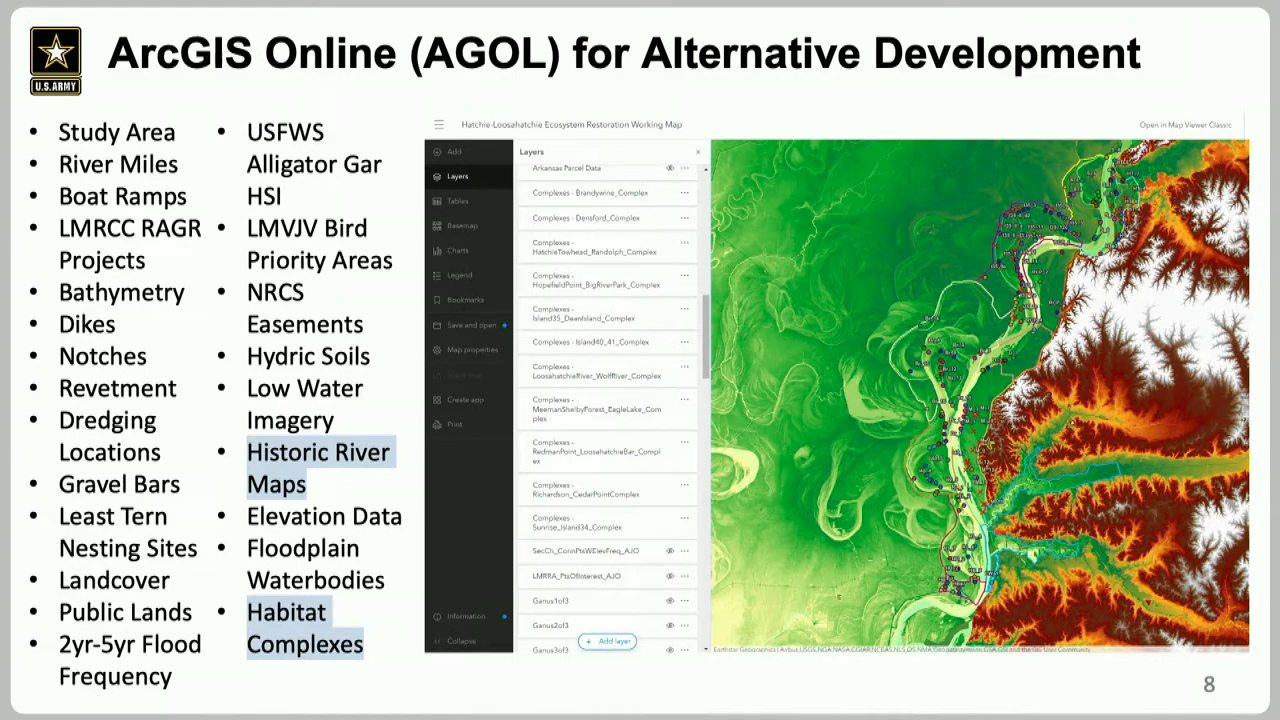 ArcGIS Online (AGOL) for Alternative Development
U.S.ARMY
• Study Area
• River Miles
• Boat Ramps
• LMRCC RAGR
Projects
• Bathymetry
• Dikes
• Notches
• Revetment
• Dredging
Locations
• Gravel Bars
• Least Tern
Nesting Sites
• Landcover
• Public Lands
• 2yr-5yr Flood
Frequency
• USFWS
Alligator Gar
HSI
• LMVJV Bird
Priority Areas
• NRCS
Easements
• Hydric Soils
• Low Water
Imagery
• Historic River
Maps
• Elevation Data
• Floodplain
Waterbodies
• Habitat
Complexes
Hatchie-Loosahatchie Ecosystem Restoration Working Map
Open in Map Viewer Classic
Add
Layers
Tables
Basemap
Charts
Legend
Bookmarks
Save and open
Map properties
Create app
Print
Information
Collapse
Layers
Arkansas Parcel Data
Complexes - Brandywine_Complex
Complexes - Densford_Complex
Complexes -
HatchieTowhead_Randolph_Complex
Complexes -
HopefieldPoint_BigRiverPark_Complex
Complexes -
Island35_DeanIsland_Complex
Complexes - Island40_41_Complex
Complexes -
LoosahatchieRiver_WolfRiver_Complex
Complexes -
MeemanShelbyForest_EagleLake_Com
plex
Complexes -
RedmanPoint_LoosahatchieBar_Compl
ex
Complexes -
Richardson_CedarPointComplex
Complexes -
Sunrise_Island34_Complex
SecCh_ConnPtsWElevFreq_AJO
LMRRA_PtsOfInterest_AJO
Ganus1of3
Ganus2of3
Ganus3of3
+ Add layer
8